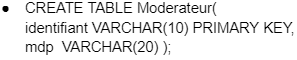 ● CREATE TABLE Moderateur(
identifiant VARCHAR(10) PRIMARY KEY,
mdp  VARCHAR(20) );